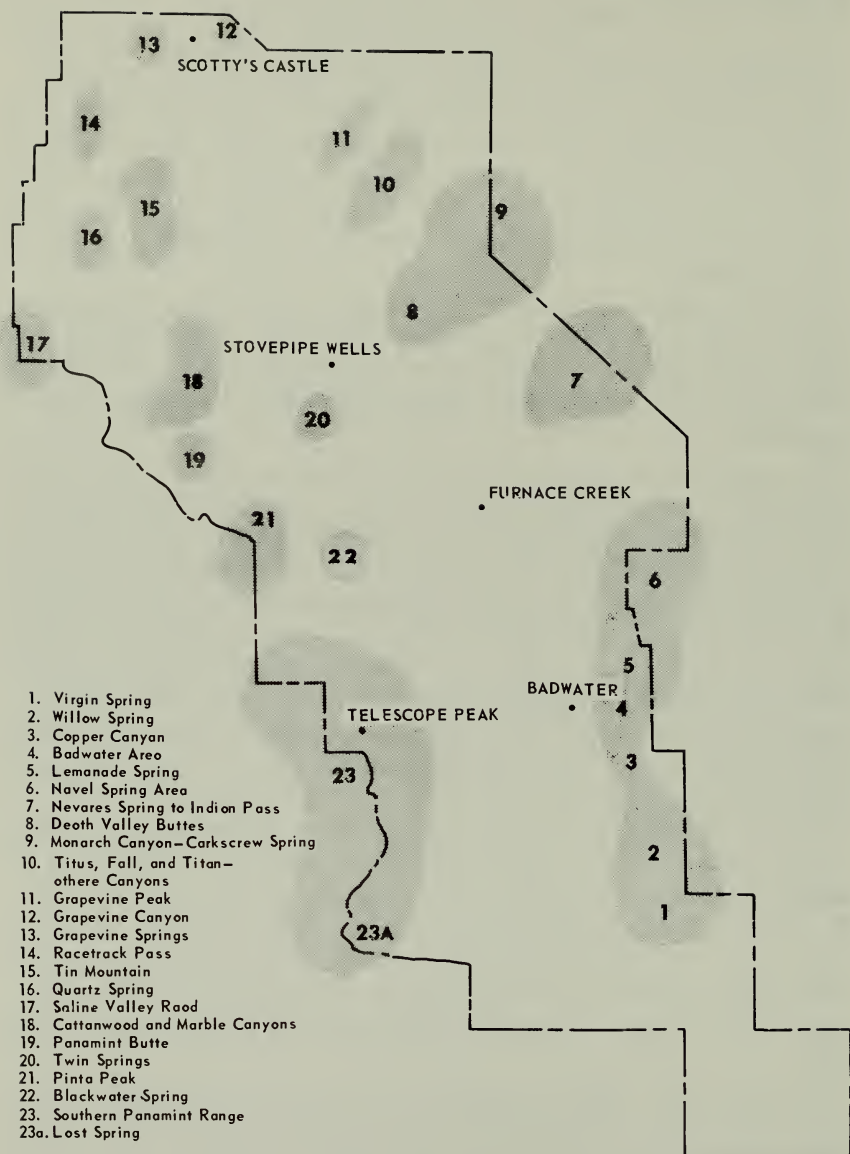 12
13
SCOTTY'S CASTLE
14
11
10
15
9
16
8
17
STOVEPIPE WELLS
18
7
20
19
FURNACE CREEK
21
22
6
5
BADWATER
4
TELESCOPE PEAK
3
23
2
1
23A
1. Virgin Spring
2. Willow Spring
3. Copper Canyan
4. Badwater Area
5. Lemanade Spring
6. Navel Spring Area
7. Nevares Spring to Indion Pass
8. Deoth Valley Buttes
9. Monarch Canyon–Carkscrew Spring
10. Titus, Fall, and Titan–
othere Canyons
11. Grapevine Peak
12. Grapevine Canyon
13. Grapevine Springs
14. Racetrack Pass
15. Tin Mountain
16. Quartz Spring
17. Saline Valley Raod
18. Cattanwood and Marble Canyons
19. Panamint Butte
20. Twin Springs
21. Pinta Peak
22. Blackwater Spring
23. Southern Panamint Range
23a. Lost Spring